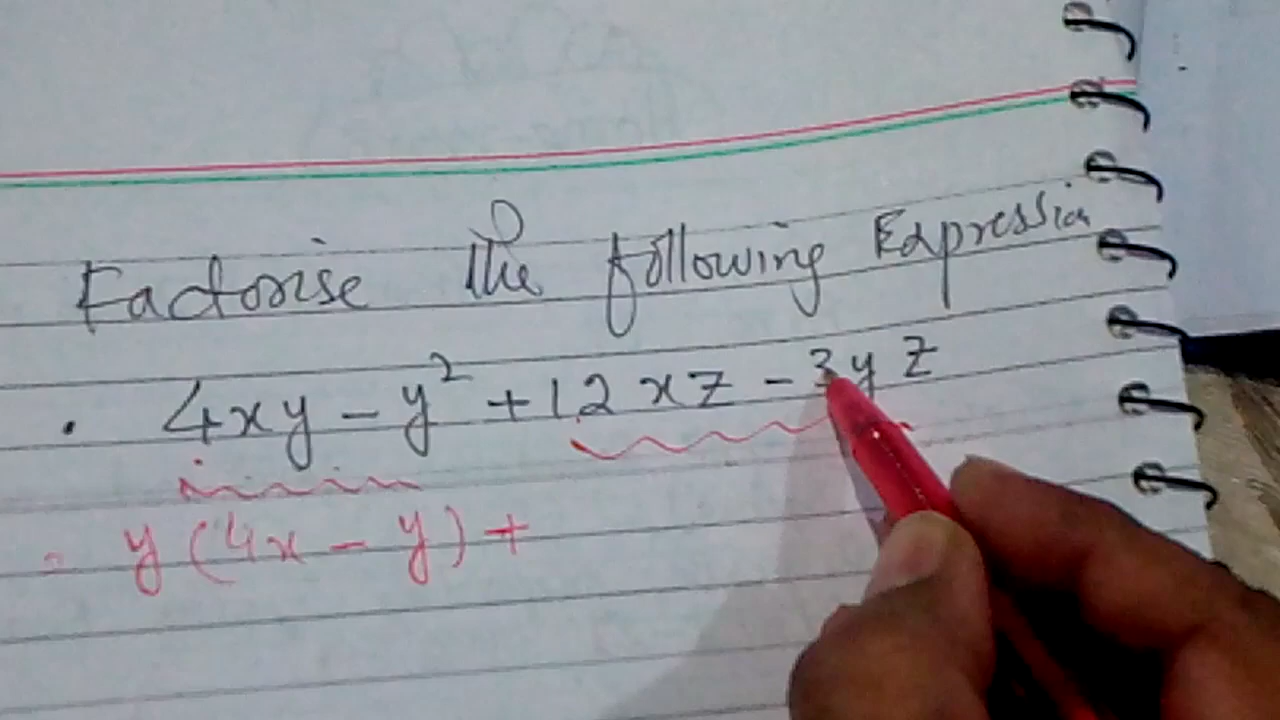 Factorise the following Expression
. 4xy - y² + 12xz - 3yz
= y(4x - y) +